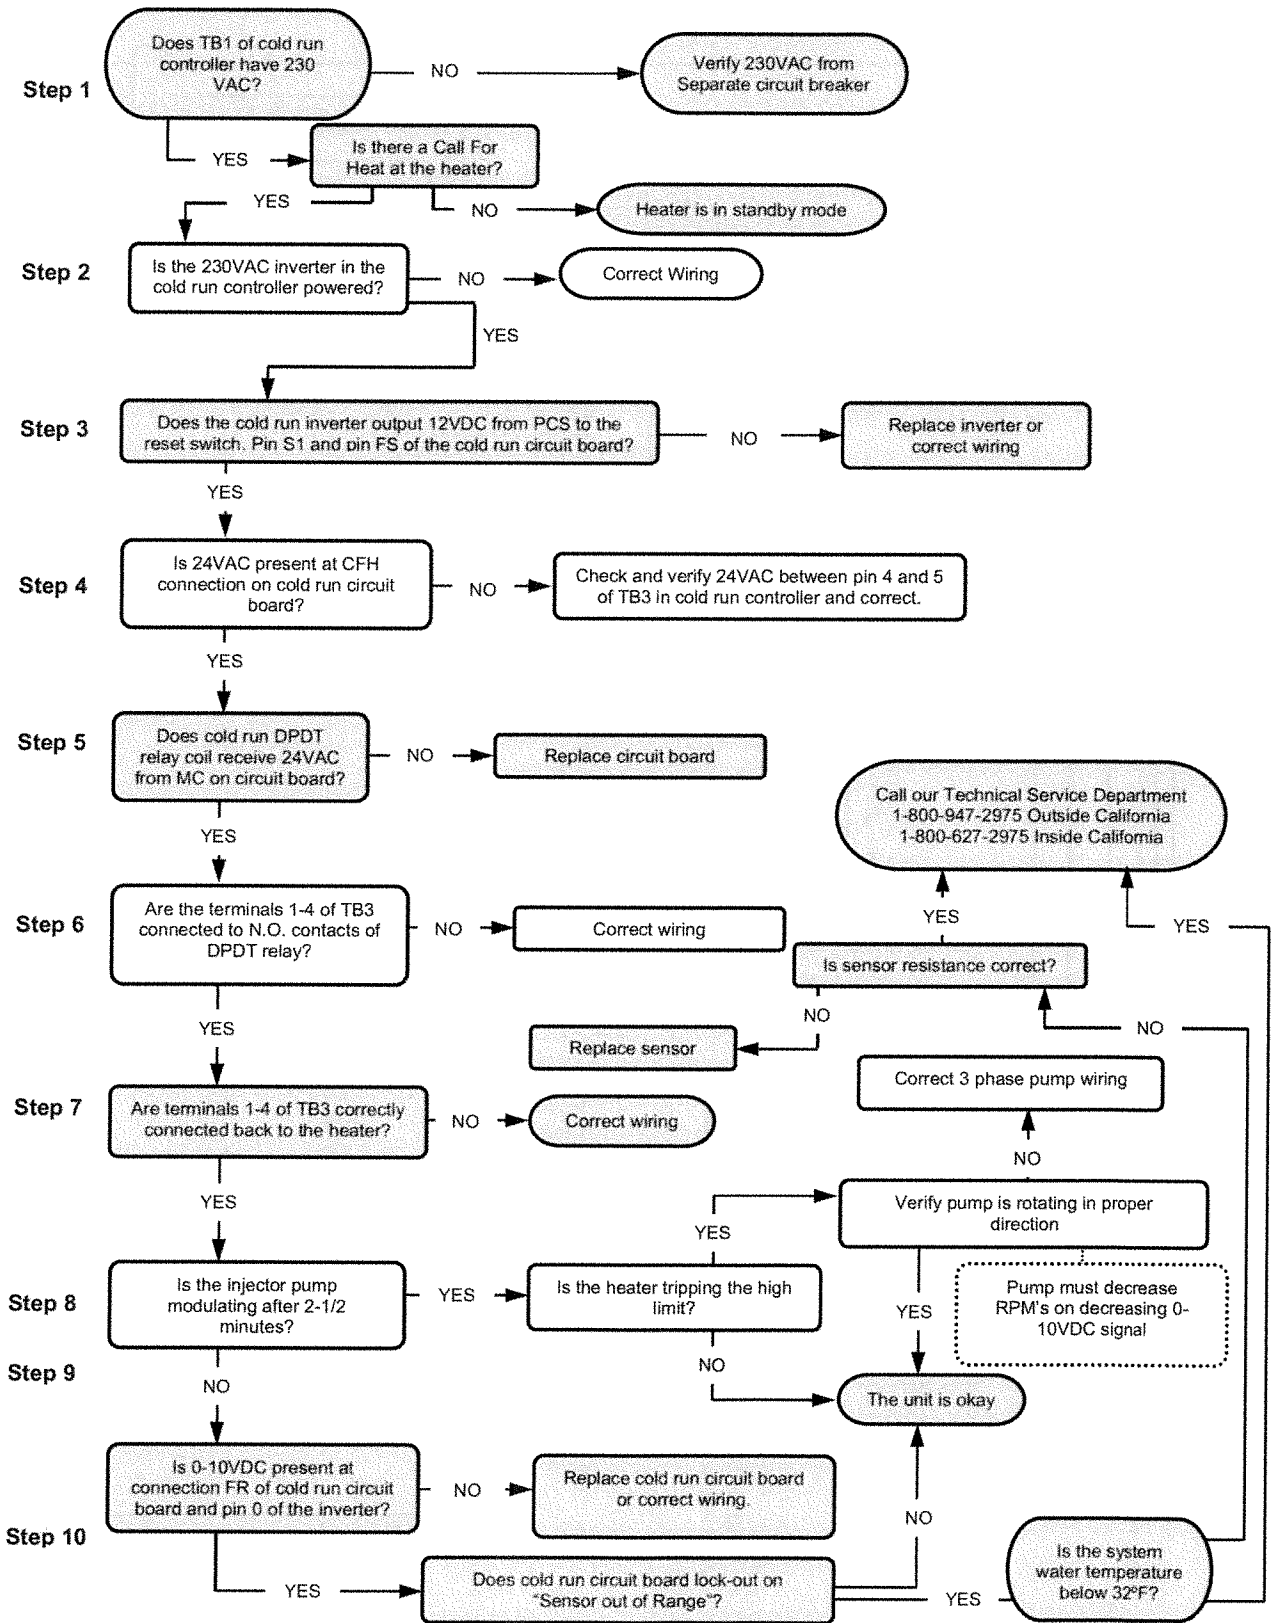 Does TB1 of cold run
controller have 230
VAC?
NO
Verify 230VAC from
Separate circuit breaker
Step 1
YES
Is there a Call For
Heat at the heater?
YES
NO
Heater is in standby mode
Step 2
Is the 230VAC inverter in the
cold run controller powered?
NO
Correct Wiring
YES
Step 3
Does the cold run inverter output 12VDC from PCS to the
reset switch. Pin S1 and pin FS of the cold run circuit board?
NO
Replace inverter or
correct wiring
YES
Step 4
Is 24VAC present at CFH
connection on cold run circuit
board?
NO
Check and verify 24VAC between pin 4 and 5
of TB3 in cold run controller and correct.
YES
Step 5
Does cold run DPDT
relay coil receive 24VAC
from MC on circuit board?
NO
Replace circuit board
Call our Technical Service Department
1-800-947-2975 Outside California
1-800-627-2975 Inside California
YES
Step 6
Are the terminals 1-4 of TB3
connected to N.O. contacts of
DPDT relay?
NO
Correct wiring
YES
YES
Is sensor resistance correct?
NO
NO
YES
Replace sensor
Correct 3 phase pump wiring
Step 7
Are terminals 1-4 of TB3 correctly
connected back to the heater?
NO
Correct wiring
NO
YES
YES
Verify pump is rotating in proper
direction
Step 8
Is the injector pump
modulating after 2-1/2
minutes?
YES
Is the heater tripping the high
limit?
YES
Pump must decrease
RPM's on decreasing 0-
10VDC signal
Step 9
NO
NO
The unit is okay
Is 0-10VDC present at
connection FR of cold run circuit
board and pin 0 of the inverter?
NO
Replace cold run circuit board
or correct wiring.
NO
Step 10
YES
Does cold run circuit board lock-out on
"Sensor out of Range"?
YES
Is the system
water temperature
below 32ºF?